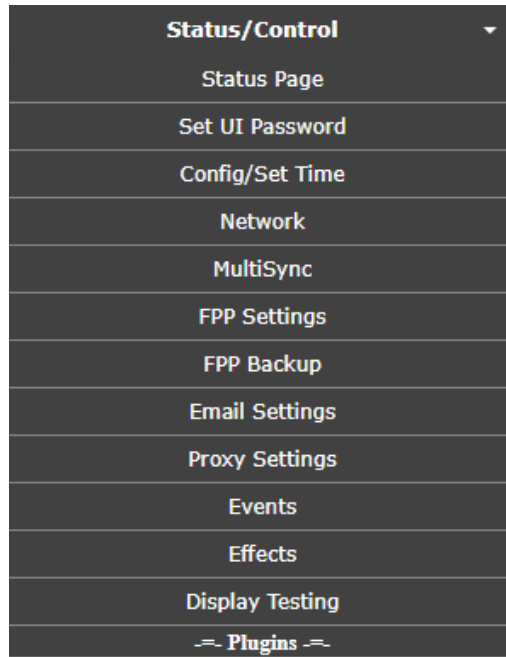 Status/Control
Status Page
Set UI Password
Config/Set Time
Network
MultiSync
FPP Settings
FPP Backup
Email Settings
Proxy Settings
Events
Effects
Display Testing
-=- Plugins -=-